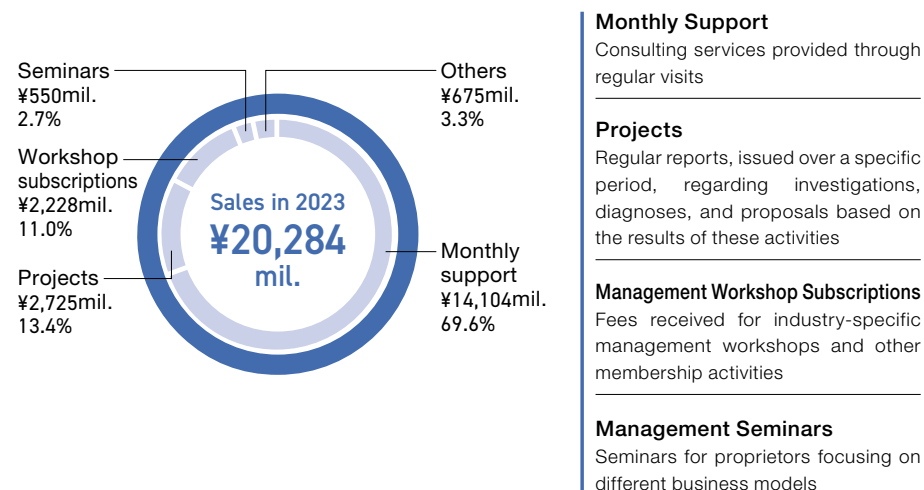 Seminars
¥550mil.
2.7%
Workshop
subscriptions
¥2,228mil.
11.0%
Projects
¥2,725mil.
13.4%
Sales in 2023
¥20,284
mil.
Others
¥675mil.
3.3%
Monthly
support
¥14,104mil.
69.6%
Monthly Support
Consulting services provided through
regular visits
Projects
Regular reports, issued over a specific
period, regarding investigations,
diagnoses, and proposals based on
the results of these activities
Management Workshop Subscriptions
Fees received for industry-specific
management workshops and other
membership activities
Management Seminars
Seminars for proprietors focusing on
different business models